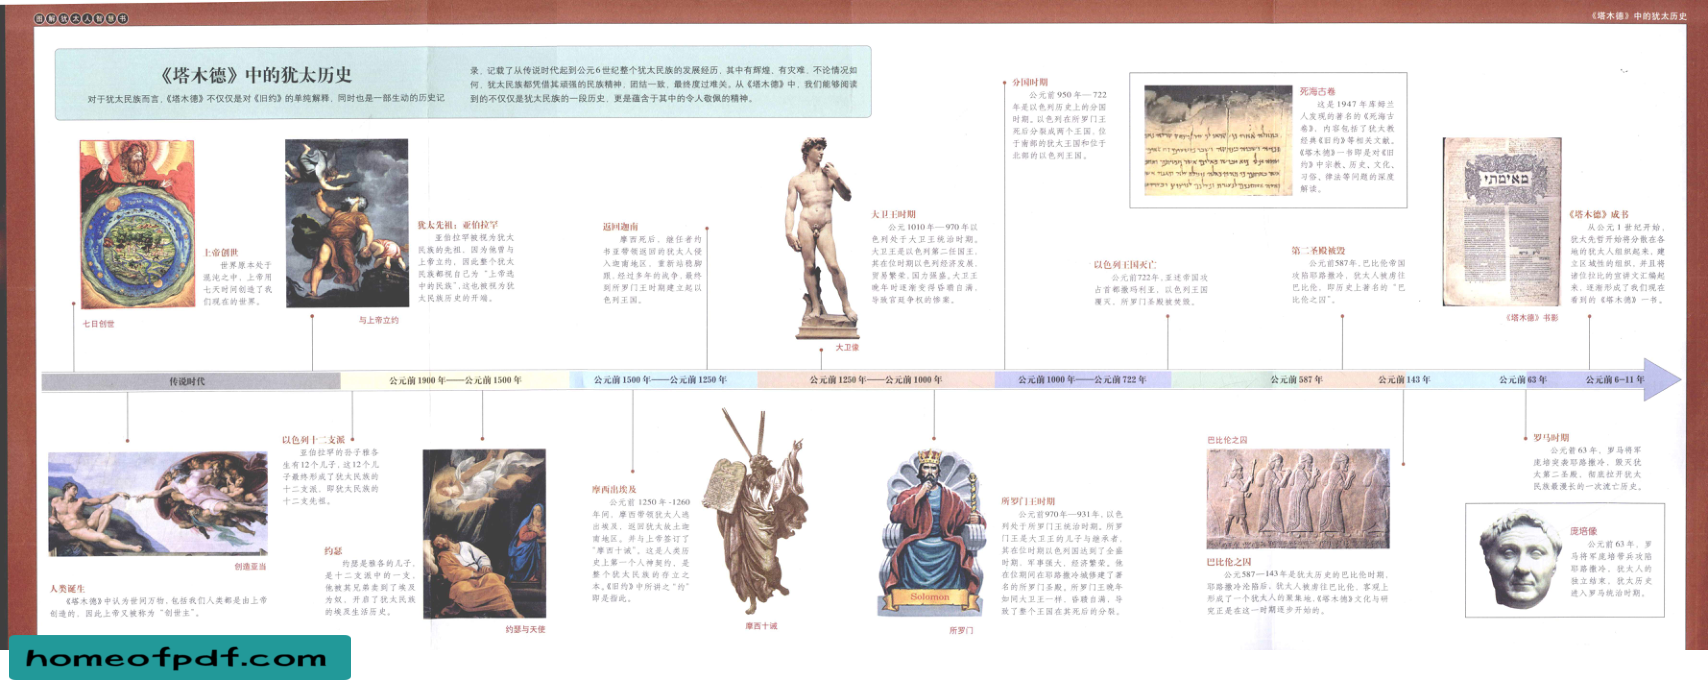 图解犹太人智慧书
《塔木德》中的犹太历史
《塔木德》中的犹太历史
对于犹太民族而言，《塔木德》不仅仅是对《旧约》的单纯解释，同时也是一部生动的历史记
录，记载了从传说时代起到公元6世纪整个犹太民族的发展经历，其中有辉煌，有灾难，不论情况如
何，犹太民族都凭借其顽强的民族精神，团结一致，最终度过难关。从《塔木德》中，我们能够阅读
到的不仅仅是犹太民族的一段历史，更是蕴含于其中的令人敬佩的精神。
上帝创世
世界原本处于
混沌之中，上帝用
七天时间创造了我
们现在的世界。
七日创世
犹太先祖：亚伯拉罕
亚伯拉罕被视为犹太
民族的先祖，因为他曾与
上帝立约，因此整个犹太
民族都视自己为“上帝选
中的民族”，这也被视为犹
太民族历史的开端。
与上帝立约
返回迦南
摩西死后，继任者约
书亚带领返回的犹太人侵
入迦南地区，重新站稳脚
跟，经过多年的战争，最终
到所罗门王时期建立起以
色列王国。
大卫王时期
公元1010年—970年以
色列处于大卫王统治时期。
大卫王是以色列第二任国王，
其在位时期以色列经济发展，
贸易繁荣，国力强盛，大卫王
晚年时逐渐变得昏聩自满，
导致宫廷争权的惨案。
大卫像
分国时期
公元前950年—722
年是以色列历史上的分国
时期。以色列在所罗门王
死后分裂成两个王国，位
于南部的犹太王国和位于
北部的以色列王国。
死海古卷
这是1947年库姆兰
人发现的著名的《死海古
卷》，内容包括了犹太教
经典《旧约》等相关文献。
《塔木德》一书即是对《旧
约》中宗教、历史、文化、
习俗、律法等问题的深度
解读。
以色列王国灭亡
公元前722年，亚述帝国攻
占首都撒玛利亚，以色列王国
覆灭，所罗门圣殿被焚毁。
第二圣殿被毁
公元前587年，巴比伦帝国
攻陷耶路撒冷，犹太人被虏往
巴比伦，即历史上著名的“巴
比伦之囚”。
מאימתי
《塔木德》书影
《塔木德》成书
从公元1世纪开始，
犹太先哲开始将分散在各
地的犹太人组织起来，建
立区域性的组织，并且将
诸位拉比的宣讲文汇编起
来，逐渐形成了我们现在
看到的《塔木德》一书。
传说时代
公元前1900年——公元前1500年
公元前1500年——公元前1250年
公元前1250年——公元前1000年
公元前1000年——公元前722年
公元前587年
公元前143年
公元前63年
公元前6-11年
创造亚当
人类诞生
《塔木德》中认为世间万物，包括我们人类都是由上帝
创造的，因此上帝又被称为“创世主”。
以色列十二支派
亚伯拉罕的孙子雅各
生有12个儿子，这12个儿
子最终形成了犹太民族的
十二支派，即犹太民族的
十二支先祖。
约瑟
约瑟是雅各的儿子，
是十二支派中的一支，
他被其兄弟卖到了埃及
为奴，开启了犹太民族
的埃及生活历史。
约瑟与天使
摩西出埃及
公元前1250年-1260
年间，摩西带领犹太人逃
出埃及，返回犹太故土迦
南地区。并与上帝签订了
“摩西十诫”。这是人类历
史上第一个人神契约，是
整个犹太民族的存立之
本。《旧约》中所讲之“约”
即是指此。
摩西十诫
Solomon
所罗门
所罗门王时期
公元前970年—931年，以色
列处于所罗门王统治时期。所罗
门王是大卫王的儿子与继承者，
其在位时期以色列国达到了全盛
时期，军事强大，经济繁荣。他
在位期间在耶路撒冷城修建了著
名的所罗门圣殿。所罗门王晚年
如同大卫王一样，昏聩自满，导
致了整个王国在其死后的分裂。
巴比伦之囚
巴比伦之囚
公元587—143年是犹太历史的巴比伦时期，
耶路撒冷沦陷后，犹太人被虏往巴比伦，客观上
形成了一个犹太人的聚集地，《塔木德》文化与研
究正是在这一时期逐步开始的。
罗马时期
公元前63年，罗马将军
庞培突袭耶路撒冷，毁灭犹
太第二圣殿，彻底拉开犹太
民族最漫长的一次流亡历史。
庞培像
公元前63年，罗
马将军庞培带兵攻陷
耶路撒冷，犹太人的
独立结束，犹太历史
进入罗马统治时期。
homeofpdf.com